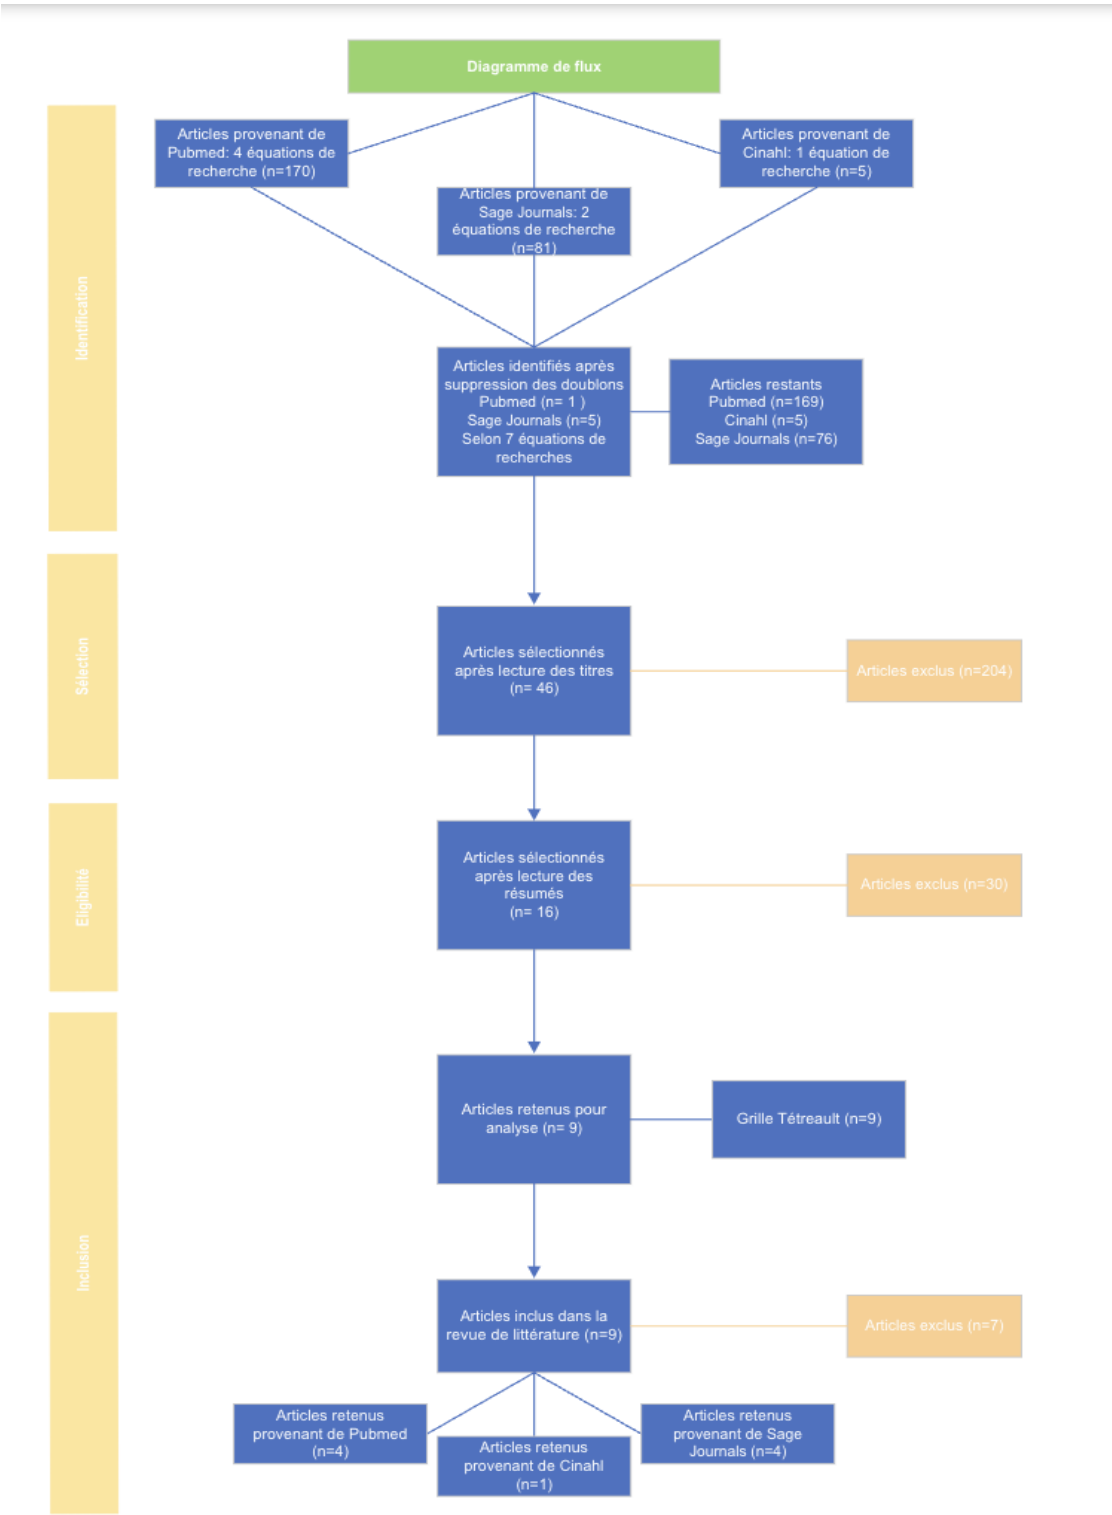 Diagramme de flux
Identification
Articles provenant de
Pubmed: 4 équations de
recherche (n=170)
Articles provenant de
Sage Journals: 2
équations de recherche
(n=81)
Articles provenant de
Cinahl: 1 équation de
recherche (n=5)
Articles identifiés après
suppression des doublons
Pubmed (n= 1 )
Sage Journals (n=5)
Selon 7 équations de
recherches
Articles restants
Pubmed (n=169)
Cinahl (n=5)
Sage Journals (n=76)
Sélection
Articles sélectionnés
après lecture des titres
(n= 46)
Articles exclus (n=204)
Eligibilité
Articles sélectionnés
après lecture des
résumés
(n= 16)
Articles exclus (n=30)
Inclusion
Articles retenus pour
analyse (n= 9)
Grille Tétreault (n=9)
Articles inclus dans la
revue de littérature (n=9)
Articles exclus (n=7)
Articles retenus
provenant de Pubmed
(n=4)
Articles retenus
provenant de Cinahl
(n=1)
Articles retenus
provenant de Sage
Journals (n=4)